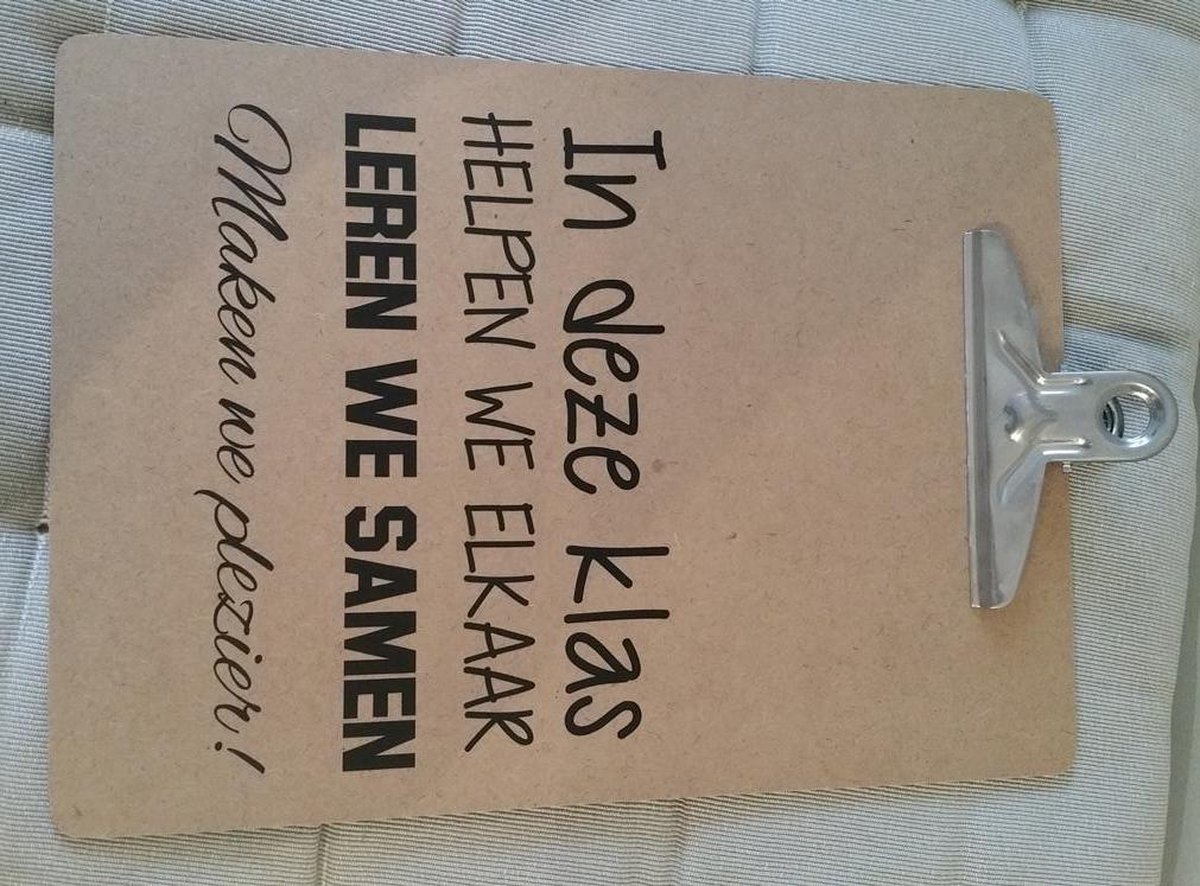 In deze klas
HELPEN WE ELKAAR
LEREN WE SAMEN
Maken we plezier!